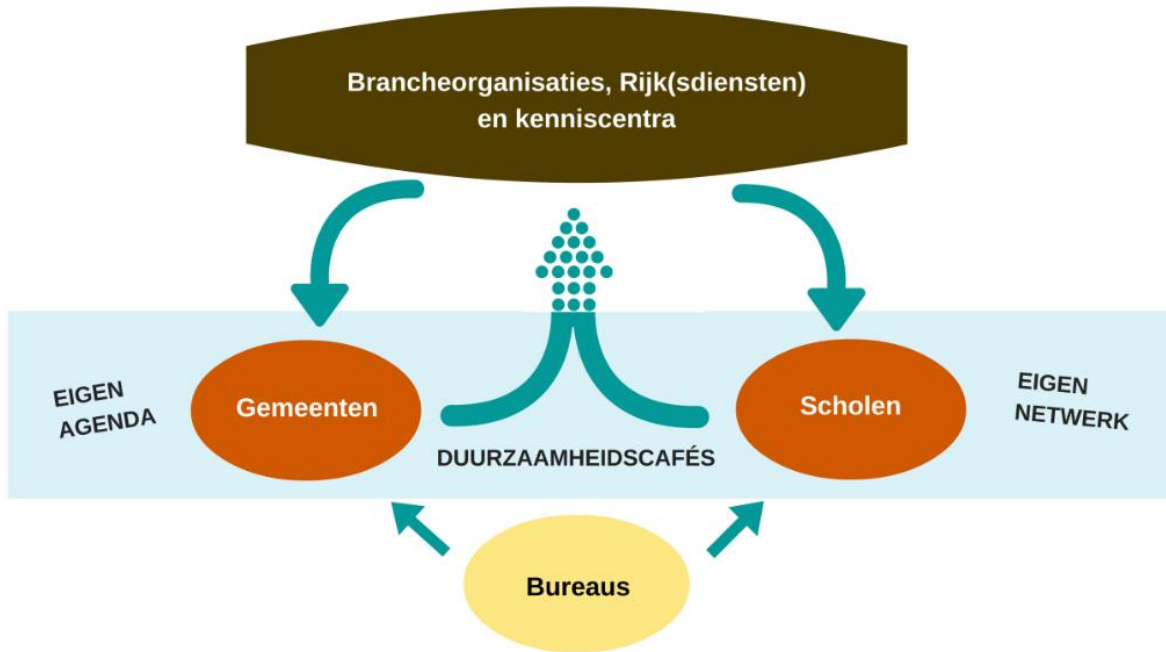 Brancheorganisaties, Rijk(sdiensten)
en kenniscentra
EIGEN
AGENDA
Gemeenten
DUURZAAMHEIDSCAFÉS
Scholen
EIGEN
NETWERK
Bureaus